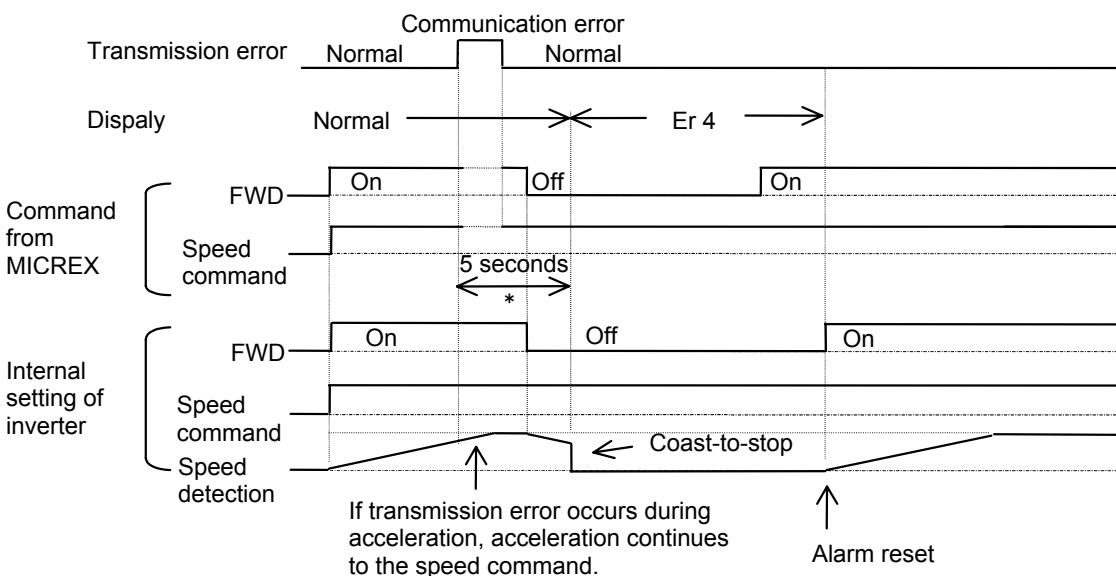 Communication error
Transmission error
Normal
Normal
Dispaly
Normal
Er 4
Command
from
MICREX
FWD
On
Off
On
Speed
command
5 seconds
*
Internal
setting of
inverter
FWD
On
Off
On
Speed
command
Speed
detection
Coast-to-stop
If transmission error occurs during
acceleration, acceleration continues
to the speed command.
Alarm reset